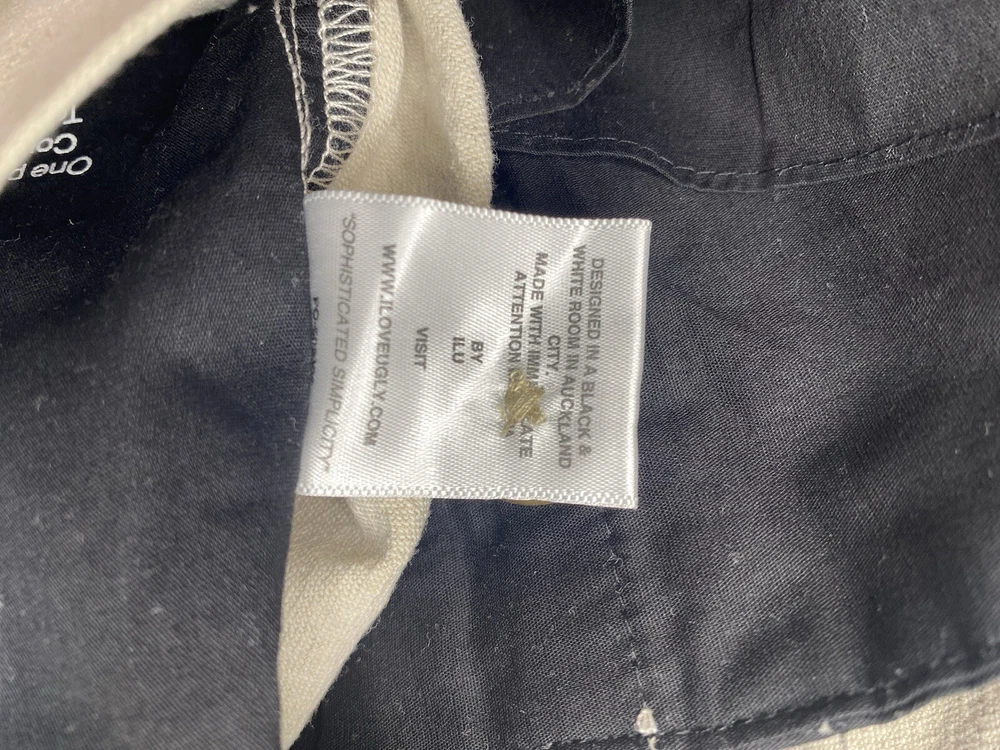 DESIGNED IN A BLACK &
WHITE ROOM IN AUCKLAND
CITY.
MADE WITH
ATTENTION
BY
ILU
VISIT
WWW.ILOVEUGLY.COM
"SOPHISTICATED SIMPLICITY"
One